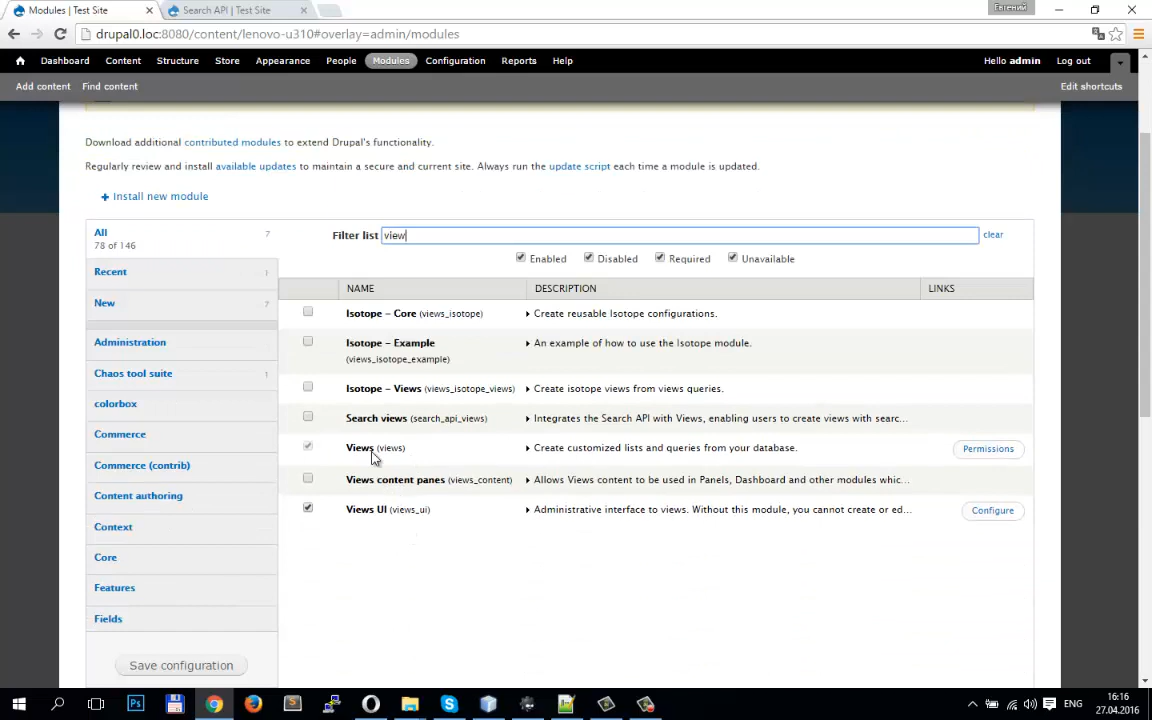 Modules | Test Site
Search API | Test Site
Евгений
drupal0.loc:8080/content/lenovo-u310#overlay=admin/modules
Dashboard Content Structure Store Appearance People Modules Configuration Reports Help
Hello admin Log out
Add content Find content
Edit shortcuts
Download additional contributed modules to extend Drupal's functionality.
Regularly review and install available updates to maintain a secure and current site. Always run the update script each time a module is updated.
+ Install new module
All 7
78 of 146
Recent 1
New 7
Administration
Chaos tool suite 1
colorbox
Commerce
Commerce (contrib)
Content authoring
Context
Core
Features
Fields
Save configuration
Filter list view clear
Enabled Disabled Required Unavailable
NAME DESCRIPTION LINKS
Isotope – Core (views_isotope) Create reusable Isotope configurations.
Isotope – Example An example of how to use the Isotope module.
(views_isotope_example)
Isotope – Views (views_isotope_views) Create isotope views from views queries.
Search views (search_api_views) Integrates the Search API with Views, enabling users to create views with searc...
Views (views) Create customized lists and queries from your database. Permissions
Views content panes (views_content) Allows Views content to be used in Panels, Dashboard and other modules whic...
Views UI (views_ui) Administrative interface to views. Without this module, you cannot create or ed... Configure
Ps
S
ENG
16:16
27.04.2016